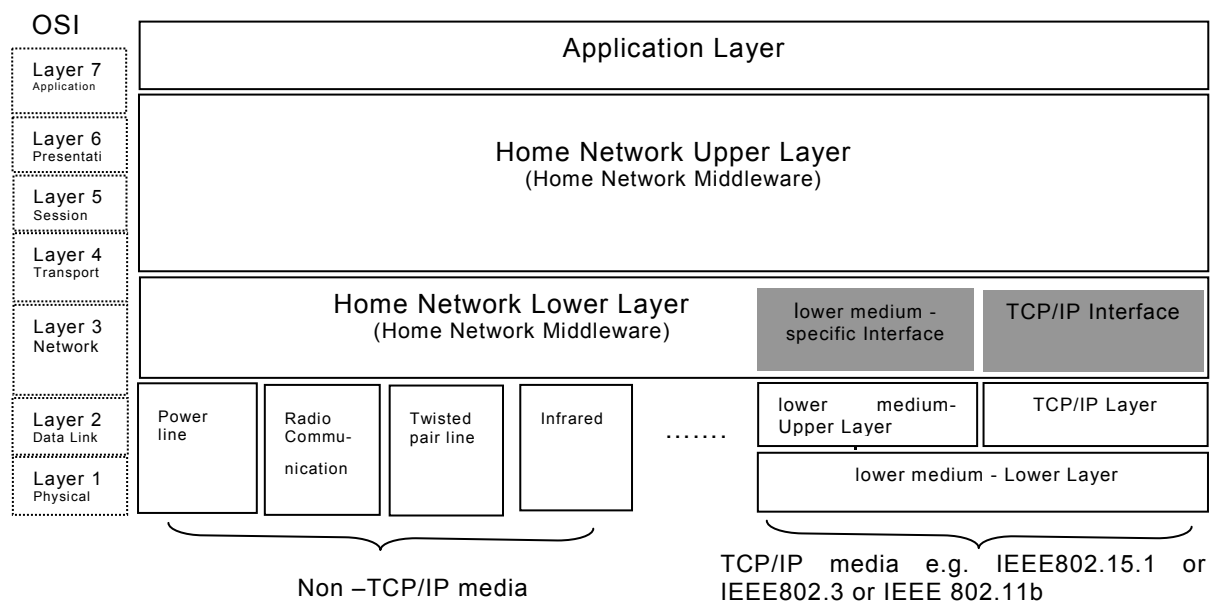 OSI
Layer 7
Application
Layer 6
Presentati
Layer 5
Session
Layer 4
Transport
Layer 3
Network
Layer 2
Data Link
Layer 1
Physical
Application Layer
Home Network Upper Layer
(Home Network Middleware)
Home Network Lower Layer
(Home Network Middleware)
lower medium -
specific Interface
TCP/IP Interface
Power
line
Radio
Commu-
nication
Twisted
pair line
Infrared
.......
lower medium-
Upper Layer
TCP/IP Layer
lower medium - Lower Layer
Non –TCP/IP media
TCP/IP media e.g. IEEE802.15.1 or
IEEE802.3 or IEEE 802.11b